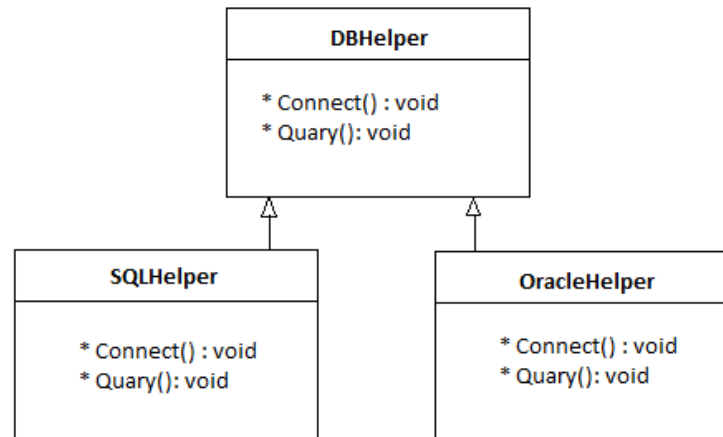 DBHelper
* Connect() : void
* Quary(): void
SQLHelper
* Connect() : void
* Quary(): void
OracleHelper
* Connect() : void
* Quary(): void